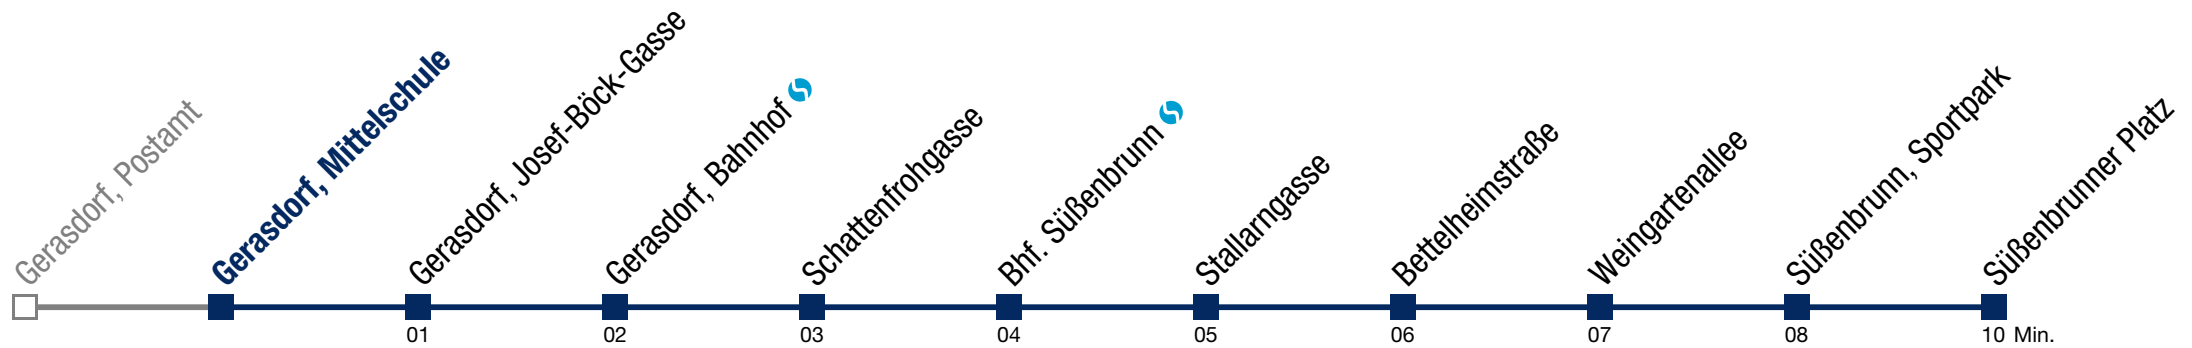 Gerasdorf, Postamt
Gerasdorf, Mittelschule
Gerasdorf, Josef-Böck-Gasse
Gerasdorf, Bahnhof
Schattenfrohgasse
Bhf. Süßenbrunn
Stallarngasse
Bettelheimstraße
Weingartenallee
Süßenbrunn, Sportpark
Süßenbrunner Platz
01 02 03 04 05 06 07 08 10 Min.